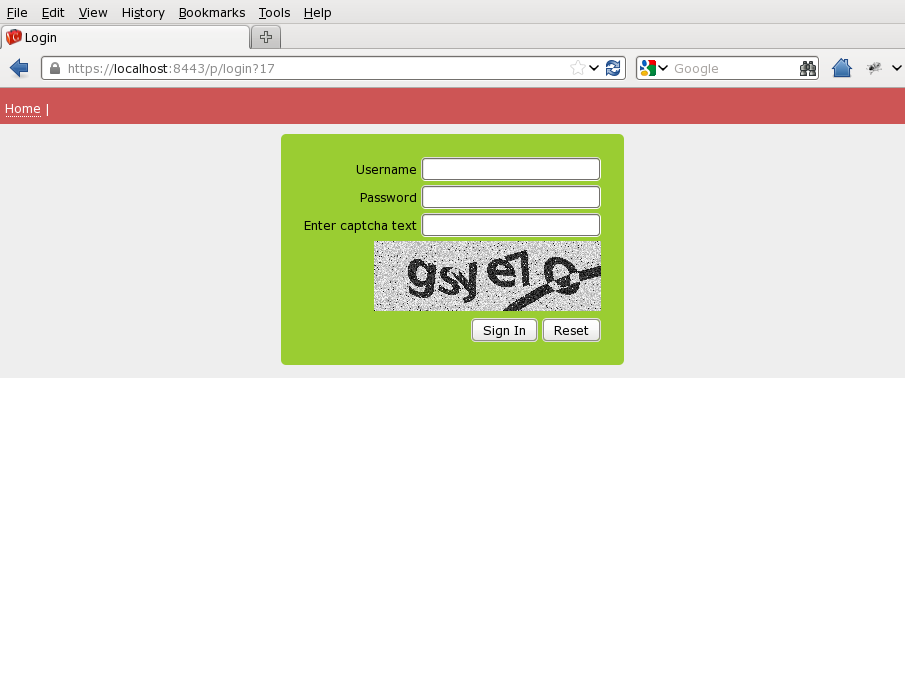 File Edit View History Bookmarks Tools Help
Login
https://localhost:8443/p/login?17
Google
Home |
Username
Password
Enter captcha text
Sign In Reset